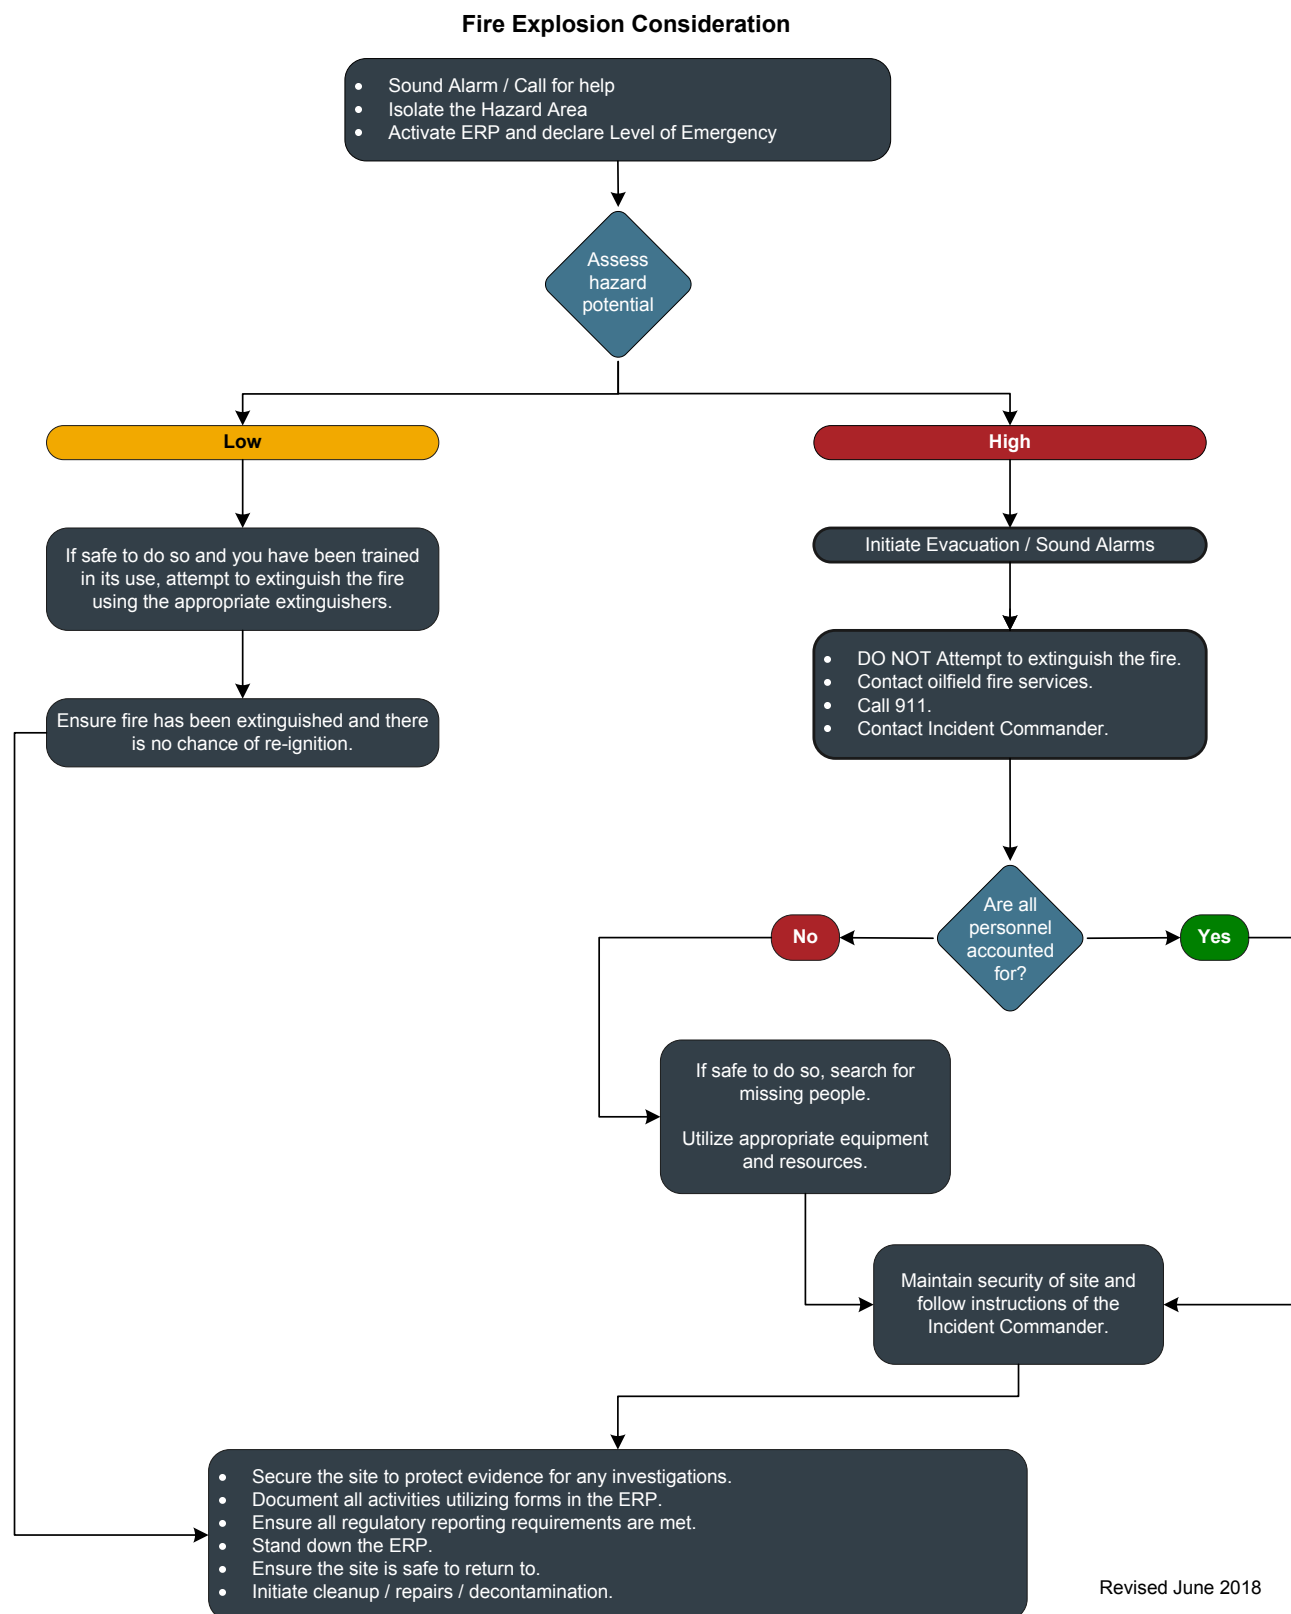 Fire Explosion Consideration
• Sound Alarm / Call for help
• Isolate the Hazard Area
• Activate ERP and declare Level of Emergency
Assess
hazard
potential
Low
High
If safe to do so and you have been trained
in its use, attempt to extinguish the fire
using the appropriate extinguishers.
Initiate Evacuation / Sound Alarms
• DO NOT Attempt to extinguish the fire.
• Contact oilfield fire services.
• Call 911.
• Contact Incident Commander.
Ensure fire has been extinguished and there
is no chance of re-ignition.
Are all
personnel
accounted
for?
No
Yes
If safe to do so, search for
missing people.
Utilize appropriate equipment
and resources.
Maintain security of site and
follow instructions of the
Incident Commander.
• Secure the site to protect evidence for any investigations.
• Document all activities utilizing forms in the ERP.
• Ensure all regulatory reporting requirements are met.
• Stand down the ERP.
• Ensure the site is safe to return to.
• Initiate cleanup / repairs / decontamination.
Revised June 2018